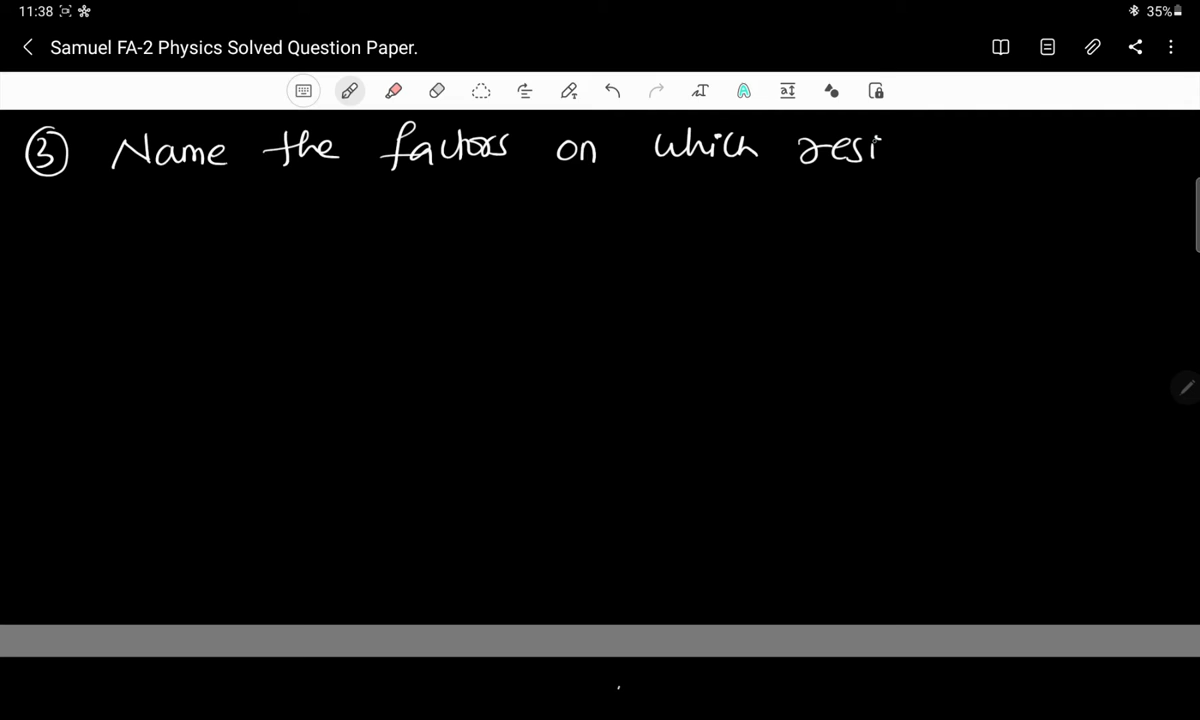 11:38 35%
Samuel FA-2 Physics Solved Question Paper.
③ Name the factors on which resi